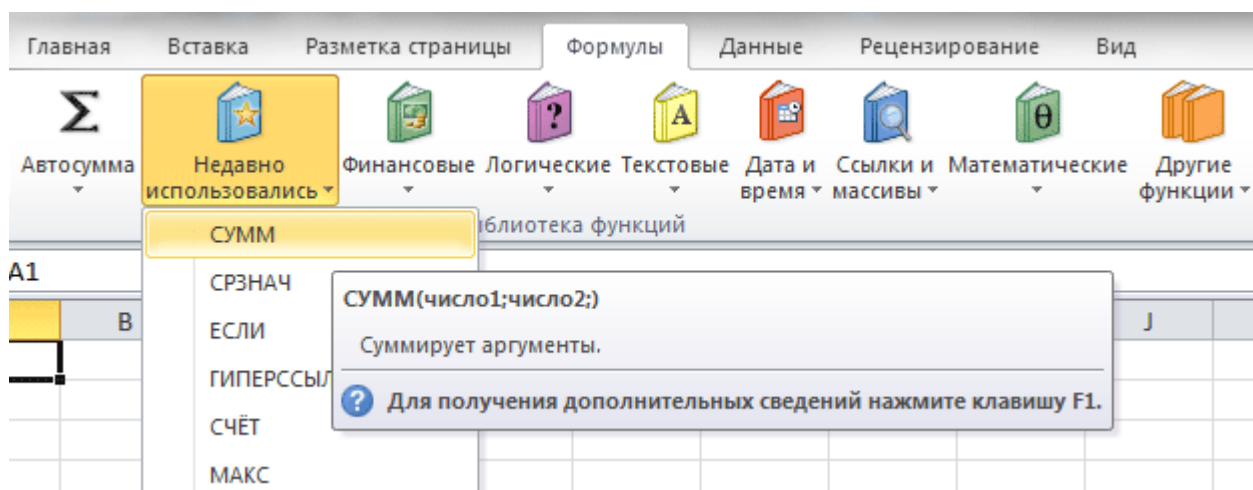 Главная Вставка Разметка страницы Формулы Данные Рецензирование Вид
Σ ? A θ
Автосумма Недавно использовались Финансовые Логические Текстовые Дата и время Ссылки и массивы Математические Другие функции
блиотека функций
СУММ
A1
СРЗНАЧ
СУММ(число1;число2;)
B J
ЕСЛИ
Суммирует аргументы.
ГИПЕРССЫЛ
? Для получения дополнительных сведений нажмите клавишу F1.
СЧЁТ
МАКС